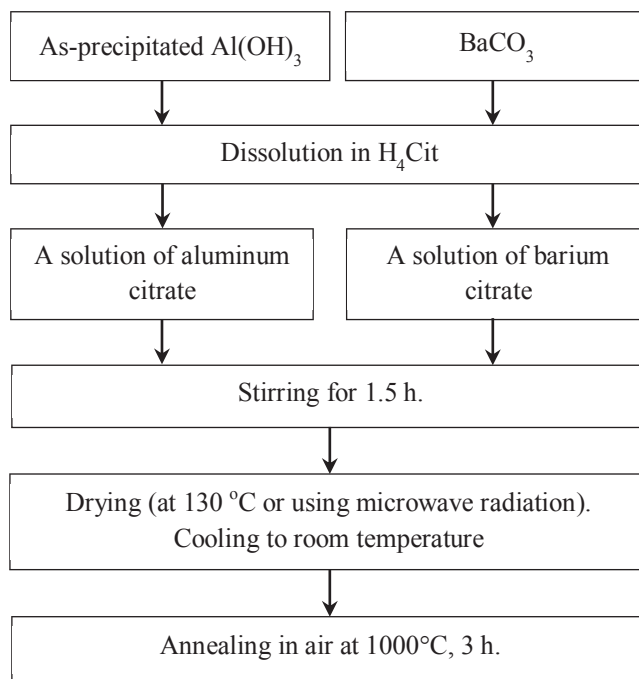 As-precipitated Al(OH)₃
BaCO₃
Dissolution in H₄Cit
A solution of aluminum
citrate
A solution of barium
citrate
Stirring for 1.5 h.
Drying (at 130 °C or using microwave radiation).
Cooling to room temperature
Annealing in air at 1000°C, 3 h.